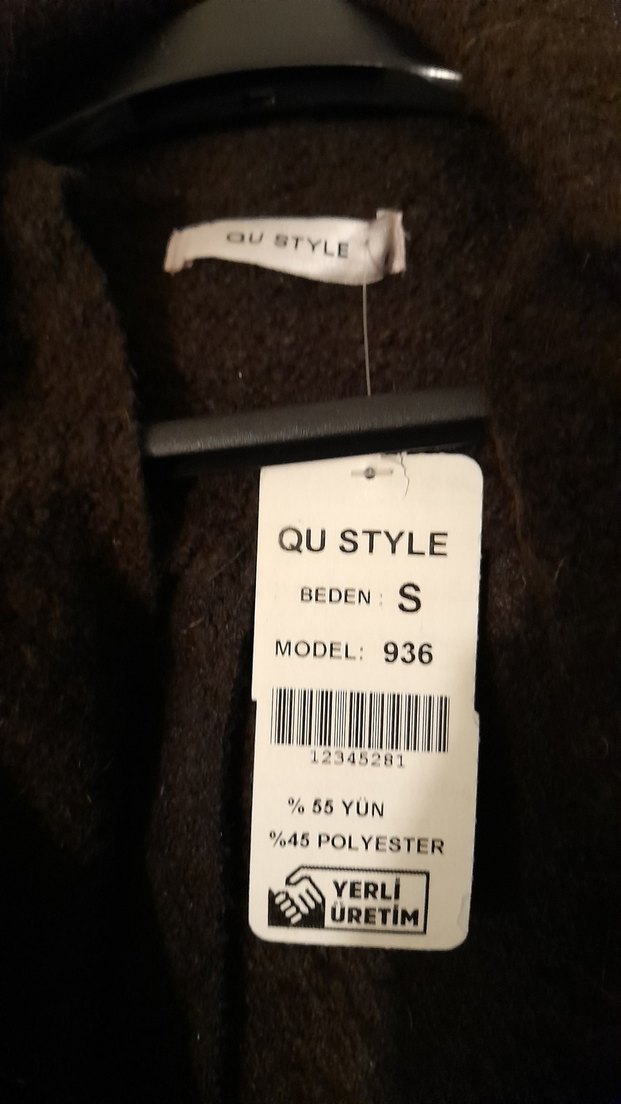 QU STYLE
QU STYLE
BEDEN : S
MODEL: 936
12345281
% 55 YÜN
%45 POLYESTER
YERLİ
ÜRETİM